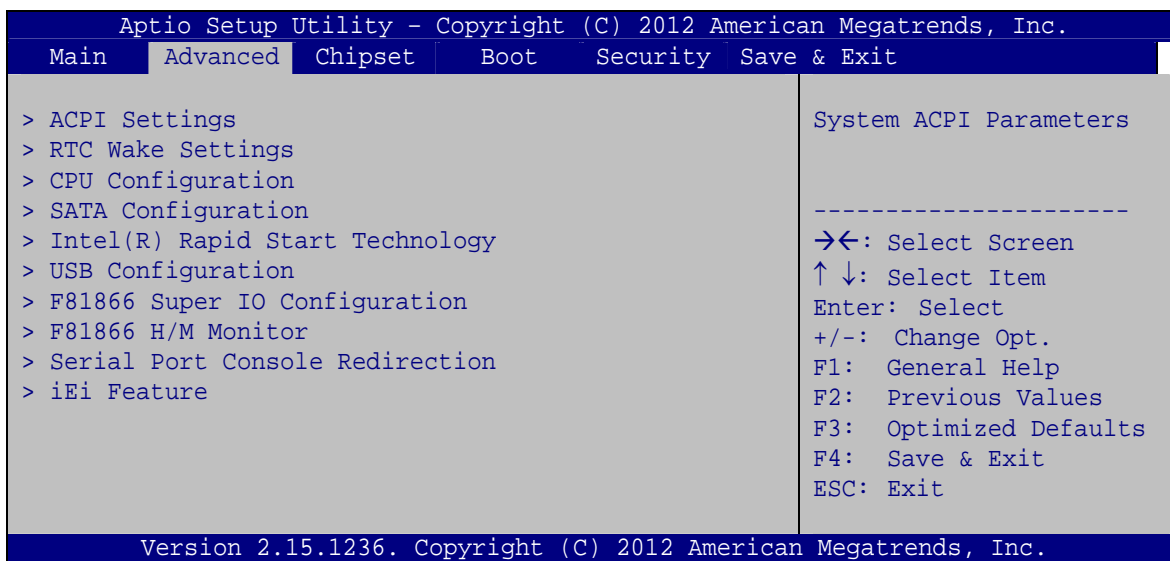 Aptio Setup Utility – Copyright (C) 2012 American Megatrends, Inc.
Main Advanced Chipset Boot Security Save & Exit
> ACPI Settings
> RTC Wake Settings
> CPU Configuration
> SATA Configuration
> Intel(R) Rapid Start Technology
> USB Configuration
> F81866 Super IO Configuration
> F81866 H/M Monitor
> Serial Port Console Redirection
> iEi Feature
System ACPI Parameters
----------------------
→←: Select Screen
↑ ↓: Select Item
Enter: Select
+/-: Change Opt.
F1: General Help
F2: Previous Values
F3: Optimized Defaults
F4: Save & Exit
ESC: Exit
Version 2.15.1236. Copyright (C) 2012 American Megatrends, Inc.